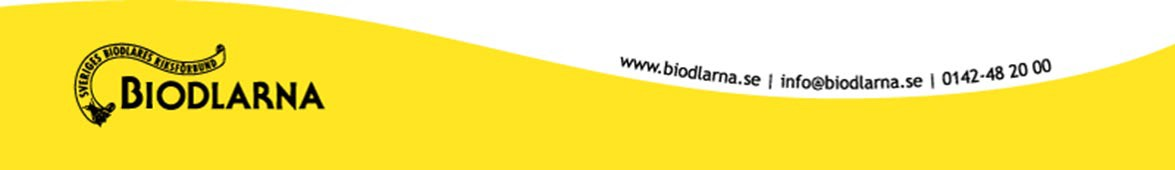 SVERIGES BIODLARES RIKSFÖRBUND
BIODLARNA
www.biodlarna.se | info@biodlarna.se | 0142-48 20 00